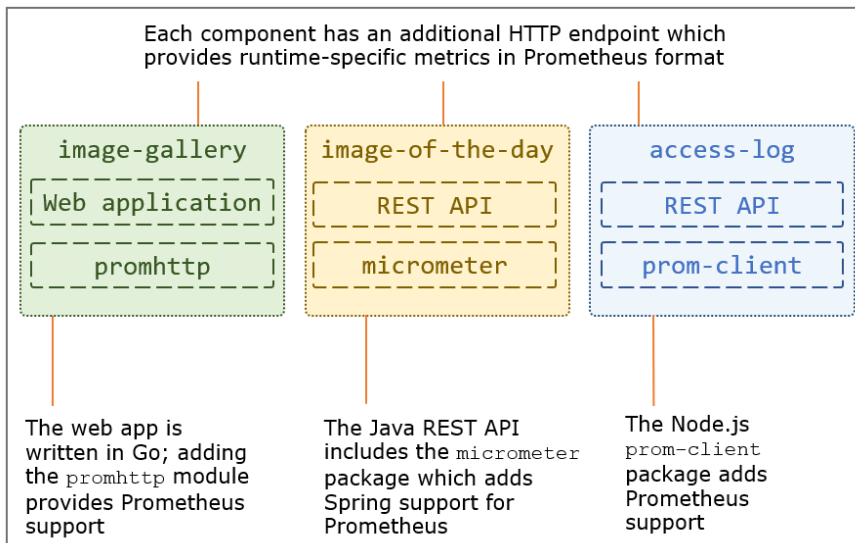 Each component has an additional HTTP endpoint which
provides runtime-specific metrics in Prometheus format
image-gallery
Web application
promhttp
image-of-the-day
REST API
micrometer
access-log
REST API
prom-client
The web app is
written in Go; adding
the promhttp module
provides Prometheus
support
The Java REST API
includes the micrometer
package which adds
Spring support for
Prometheus
The Node.js
prom-client
package adds
Prometheus
support